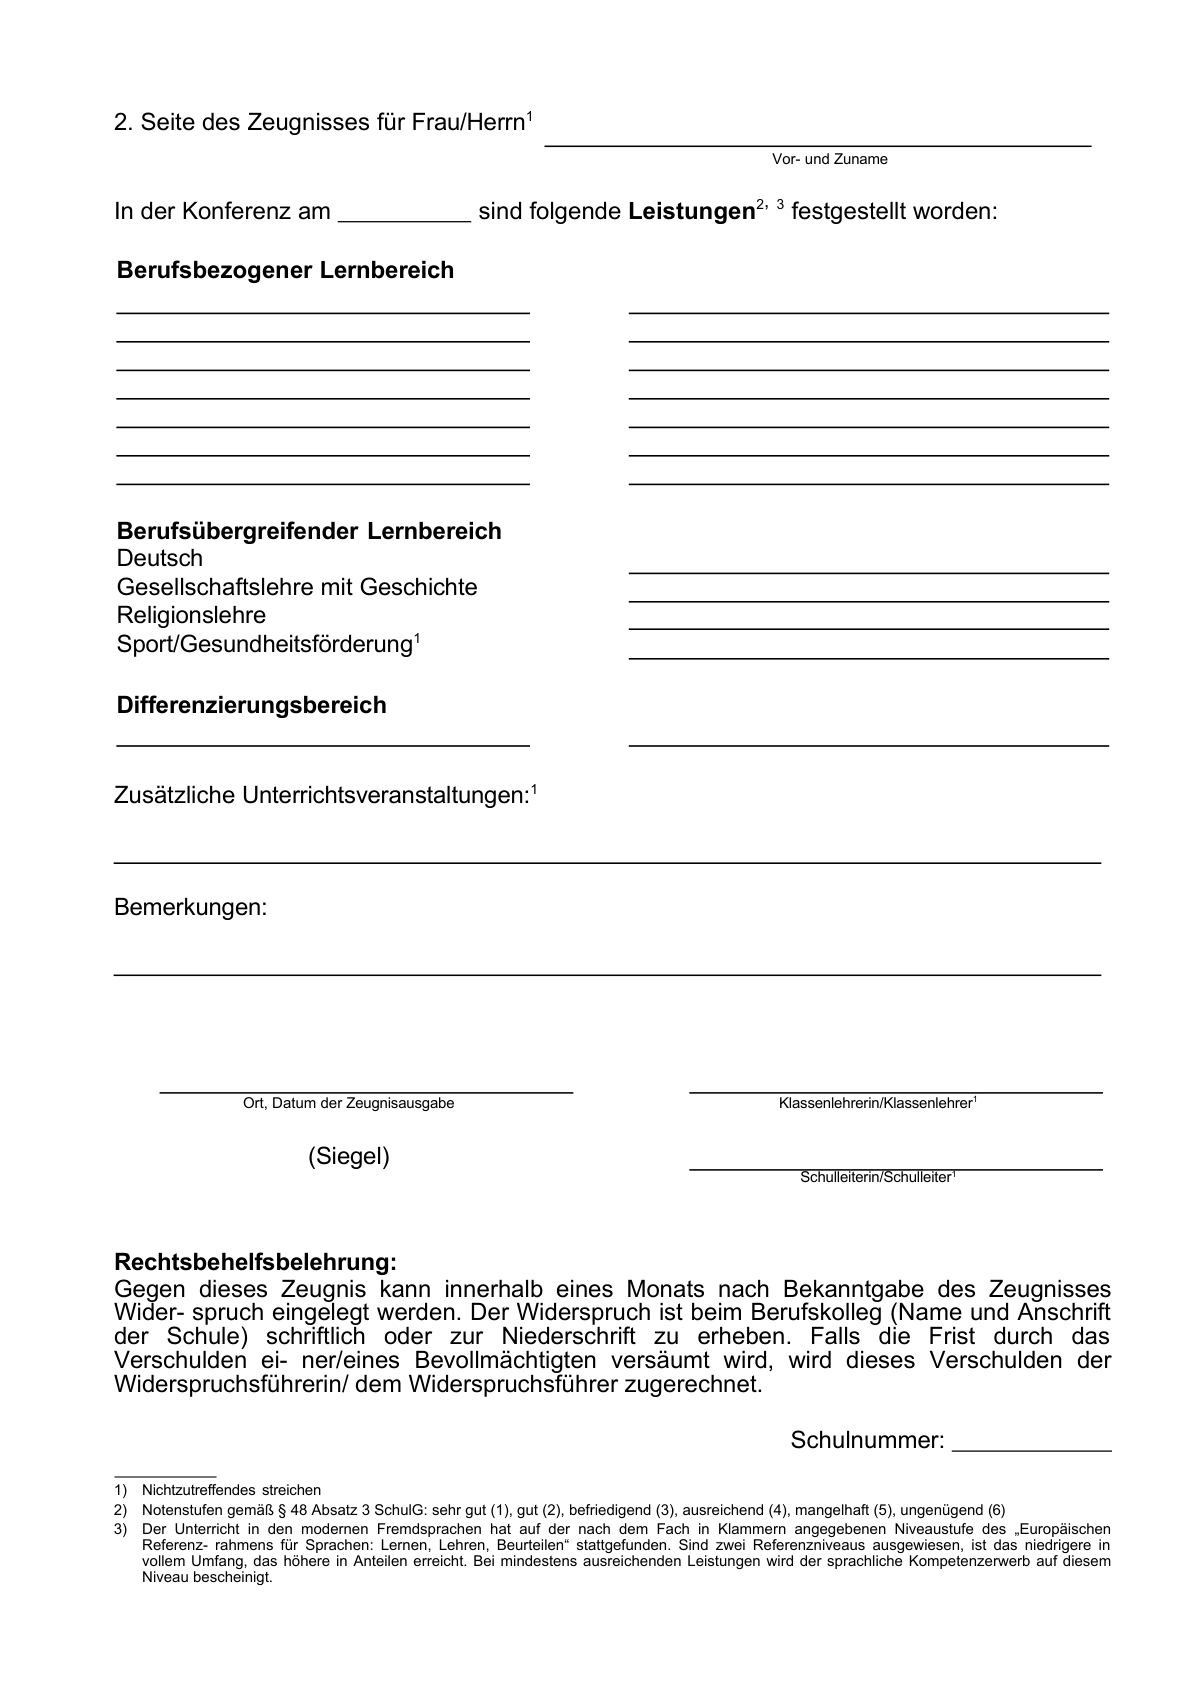 2. Seite des Zeugnisses für Frau/Herrn¹
Vor- und Zuname
In der Konferenz am __________ sind folgende Leistungen², ³ festgestellt worden:
Berufsbezogener Lernbereich
Berufsübergreifender Lernbereich
Deutsch
Gesellschaftslehre mit Geschichte
Religionslehre
Sport/Gesundheitsförderung¹
Differenzierungsbereich
Zusätzliche Unterrichtsveranstaltungen:¹
Bemerkungen:
Ort, Datum der Zeugnisausgabe
Klassenlehrerin/Klassenlehrer¹
(Siegel)
Schulleiterin/Schulleiter¹
Rechtsbehelfsbelehrung:
Gegen dieses Zeugnis kann innerhalb eines Monats nach Bekanntgabe des Zeugnisses
Wider- spruch eingelegt werden. Der Widerspruch ist beim Berufskolleg (Name und Anschrift
der Schule) schriftlich oder zur Niederschrift zu erheben. Falls die Frist durch das
Verschulden ei- ner/eines Bevollmächtigten versäumt wird, wird dieses Verschulden der
Widerspruchsführerin/ dem Widerspruchsführer zugerechnet.
Schulnummer: ____________
1) Nichtzutreffendes streichen
2) Notenstufen gemäß § 48 Absatz 3 SchulG: sehr gut (1), gut (2), befriedigend (3), ausreichend (4), mangelhaft (5), ungenügend (6)
3) Der Unterricht in den modernen Fremdsprachen hat auf der nach dem Fach in Klammern angegebenen Niveaustufe des „Europäischen
Referenz- rahmens für Sprachen: Lernen, Lehren, Beurteilen“ stattgefunden. Sind zwei Referenzniveaus ausgewiesen, ist das niedrigere in
vollem Umfang, das höhere in Anteilen erreicht. Bei mindestens ausreichenden Leistungen wird der sprachliche Kompetenzerwerb auf diesem
Niveau bescheinigt.